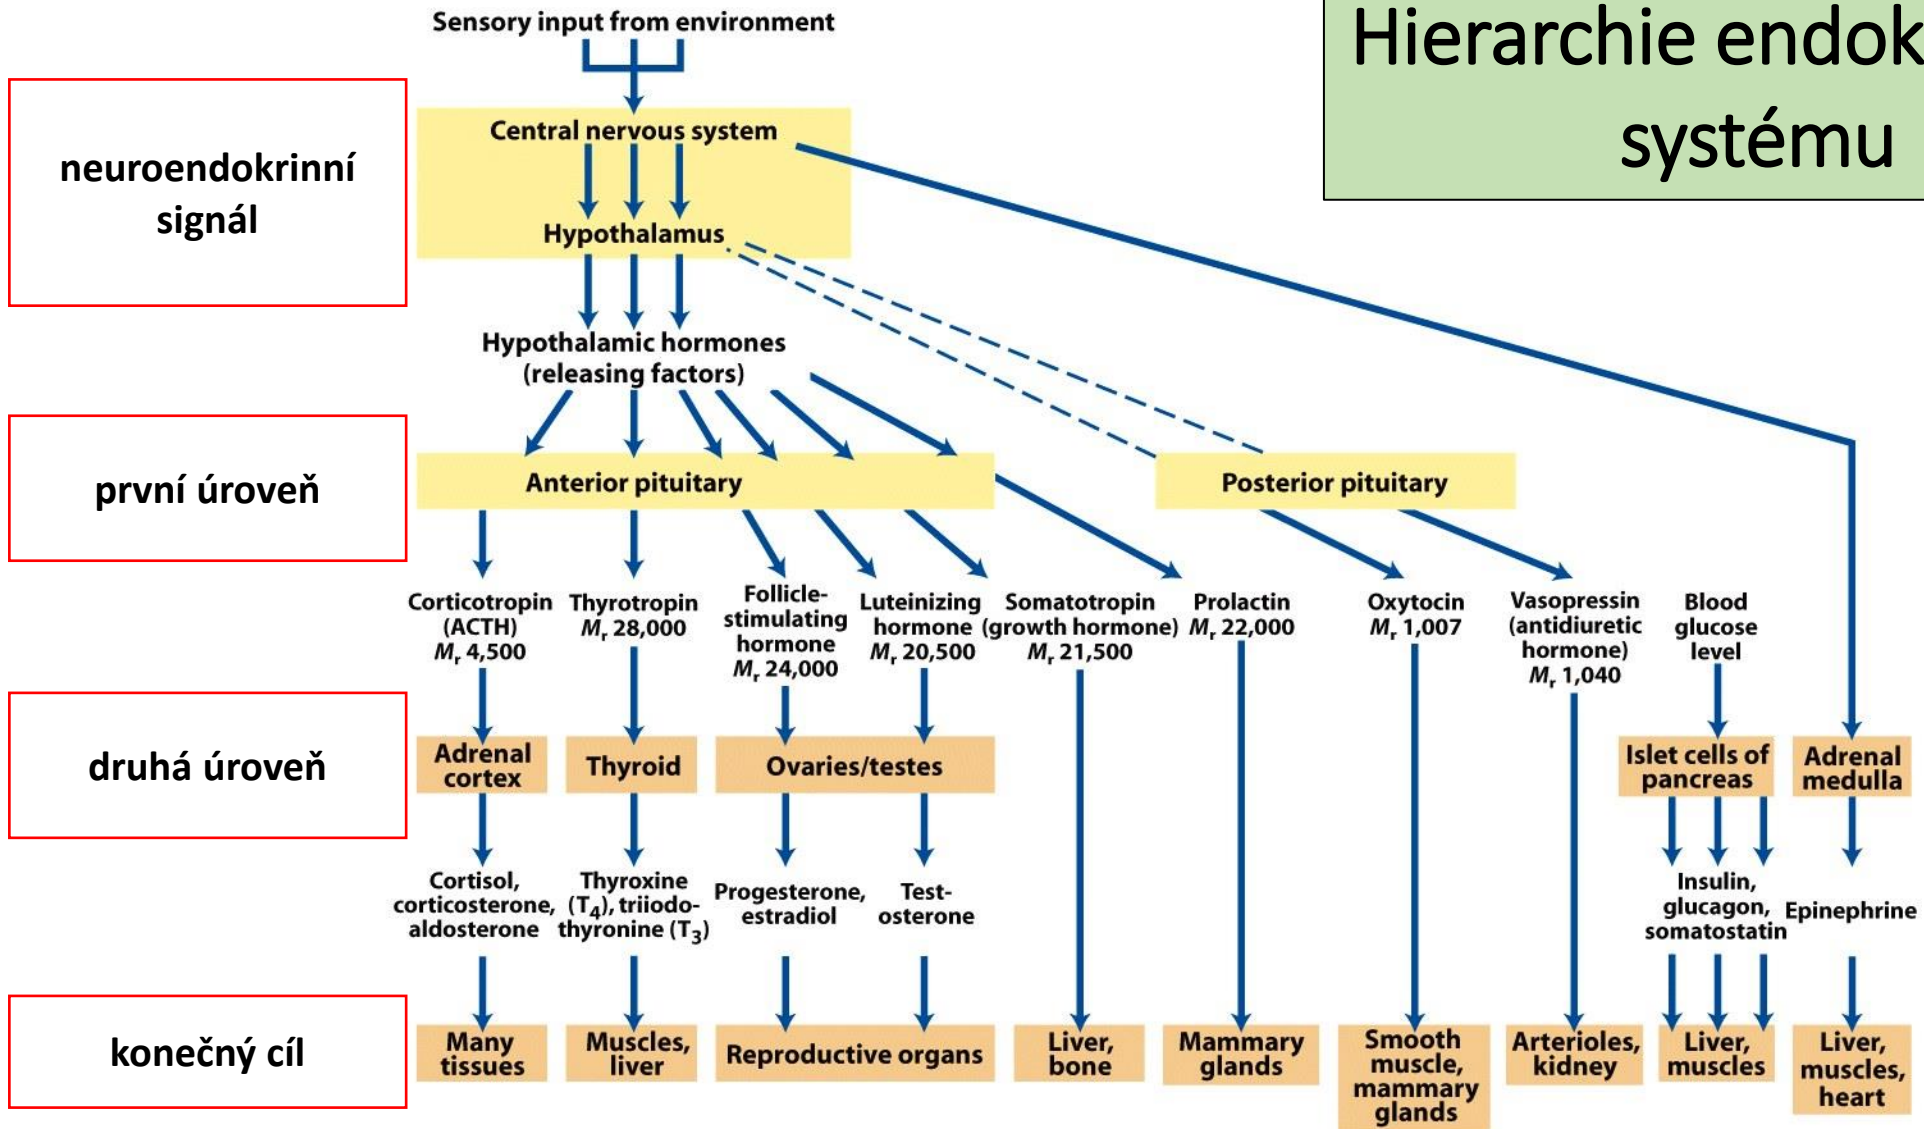 Sensory input from environment
Hierarchie endok
systému
neuroendokrinní
signál
Central nervous system
Hypothalamus
Hypothalamic hormones
(releasing factors)
první úroveň
Anterior pituitary
Posterior pituitary
Corticotropin
(ACTH)
Mr 4,500
Thyrotropin
Mr 28,000
Follicle-
stimulating
hormone
Mr 24,000
Luteinizing
hormone
Mr 20,500
Somatotropin
(growth hormone)
Mr 21,500
Prolactin
Mr 22,000
Oxytocin
Mr 1,007
Vasopressin
(antidiuretic
hormone)
Mr 1,040
Blood
glucose
level
druhá úroveň
Adrenal
cortex
Thyroid
Ovaries/testes
Islet cells of
pancreas
Adrenal
medulla
Cortisol,
corticosterone,
aldosterone
Thyroxine
(T4), triiodo-
thyronine (T3)
Progesterone,
estradiol
Test-
osterone
Insulin,
glucagon,
somatostatin
Epinephrine
konečný cíl
Many
tissues
Muscles,
liver
Reproductive organs
Liver,
bone
Mammary
glands
Smooth
muscle,
mammary
glands
Arterioles,
kidney
Liver,
muscles
Liver,
muscles,
heart